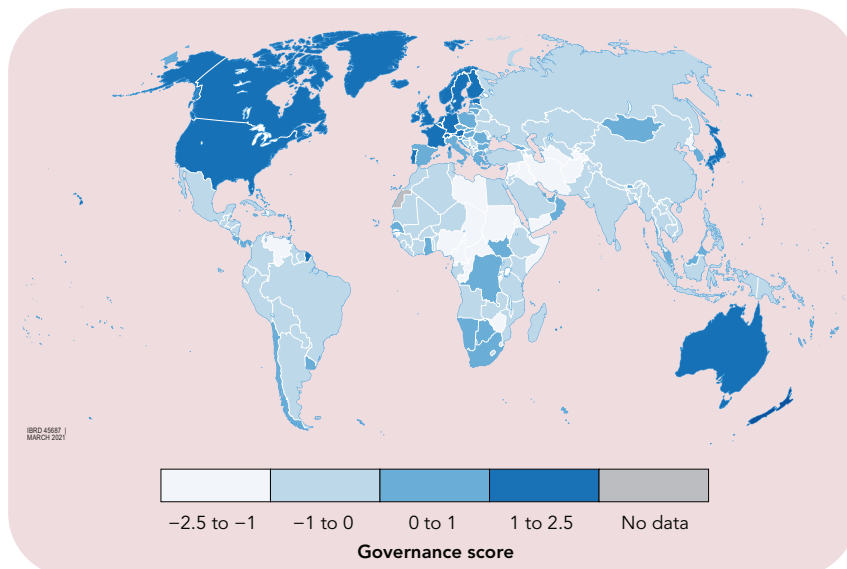 IBRD 45687 |
MARCH 2021
−2.5 to −1
−1 to 0
0 to 1
1 to 2.5
No data
Governance score